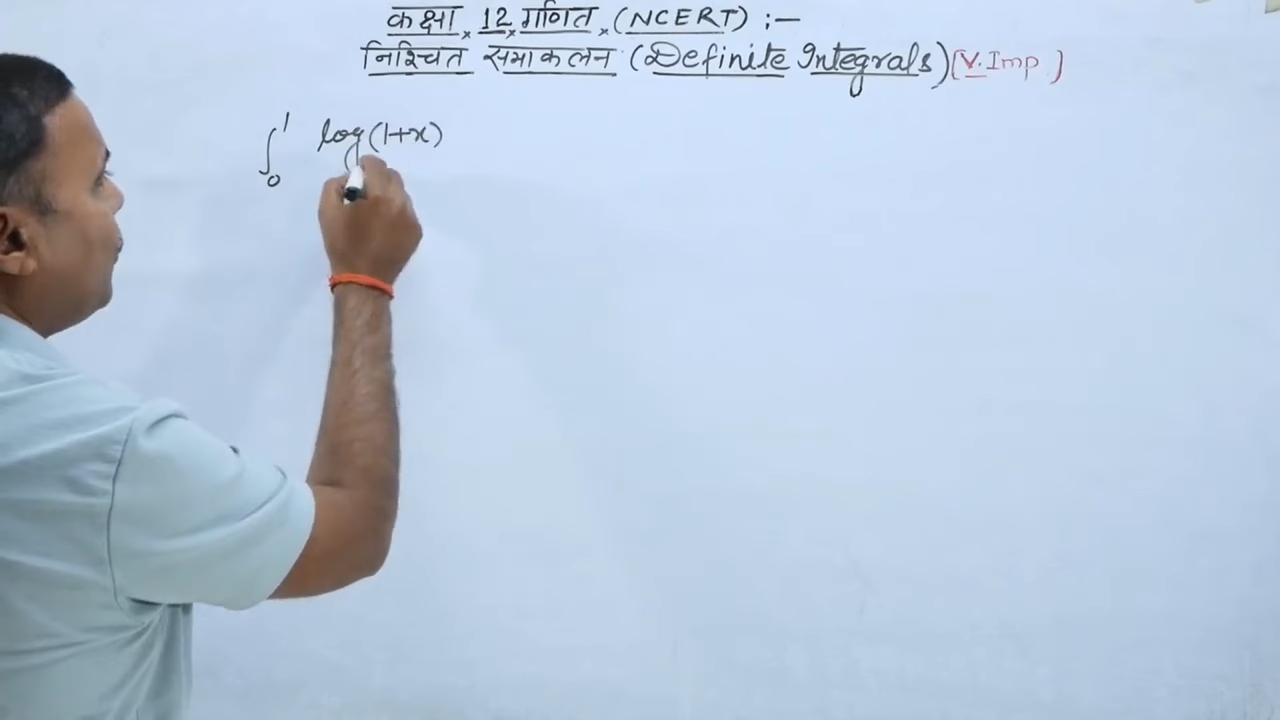 कक्षा × 12 × गणित × (NCERT) :—
निश्चित समाकलन (Definite Integrals) (V. Imp.)
∫₀¹ log(1+x)